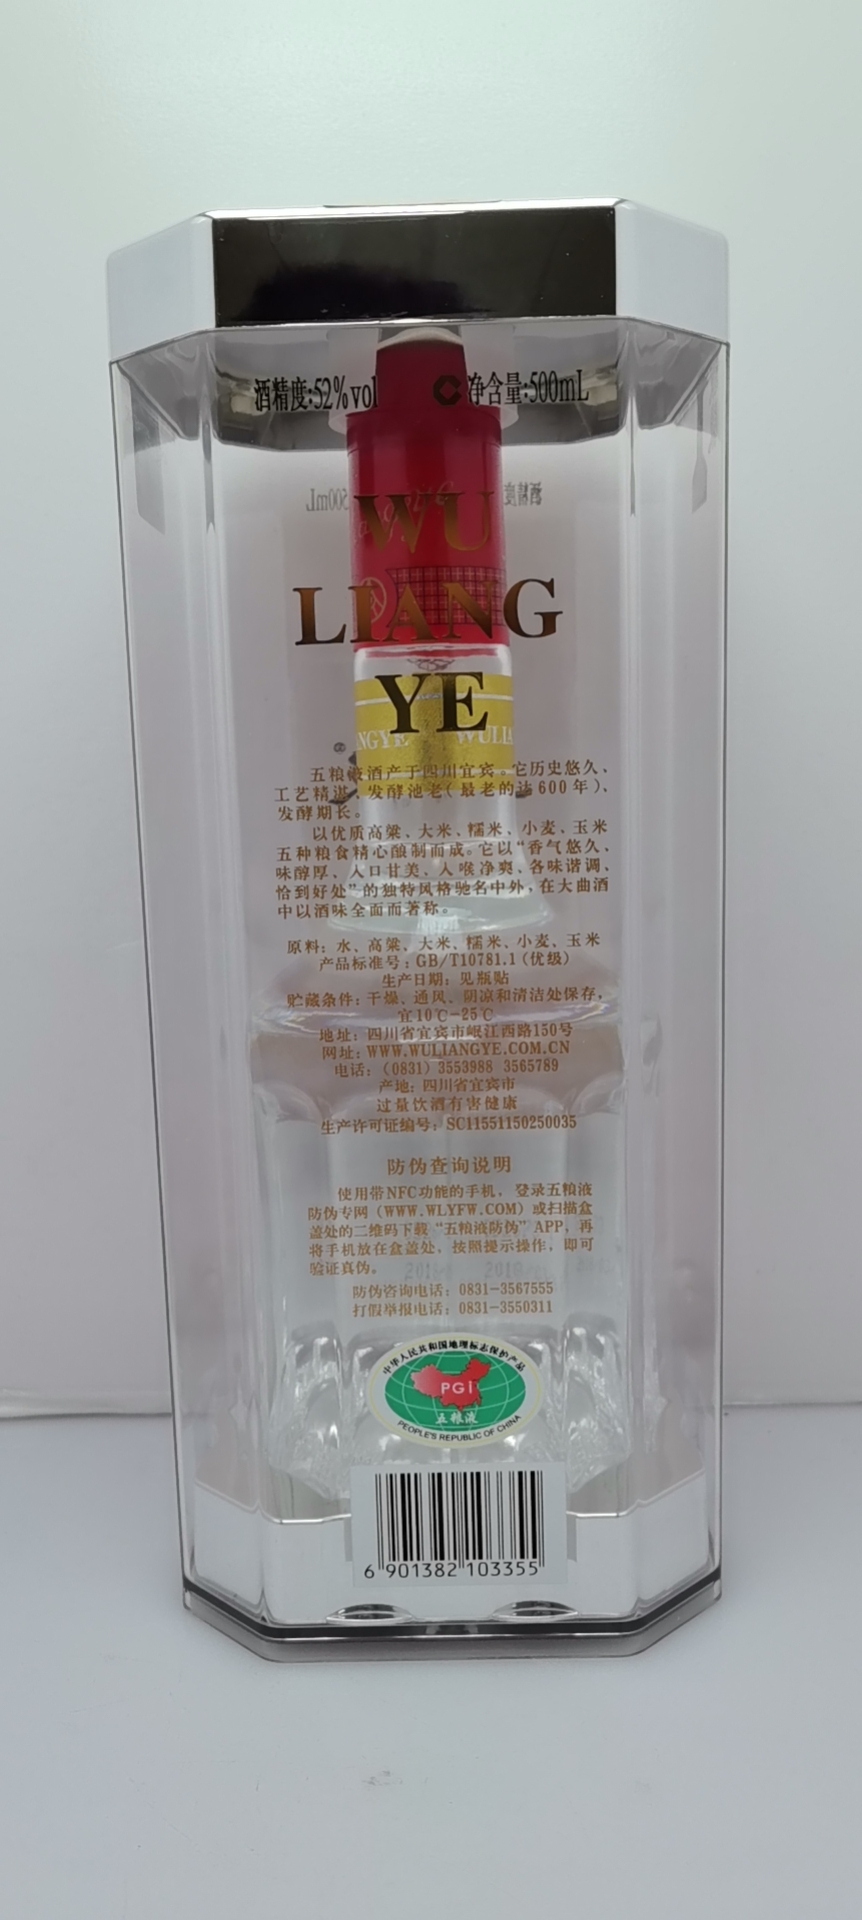 酒精度:52%vol 净含量:500mL
WU
LIANG
YE
NGYE WULIA
五粮液酒产于四川宜宾。它历史悠久、
工艺精湛、发酵池老(最老的达600年)、
发酵期长。
以优质高粱、大米、糯米、小麦、玉米
五种粮食精心酿制而成。它以“香气悠久、
味醇厚、入口甘美、入喉净爽、各味谐调、
恰到好处”的独特风格驰名中外,在大曲酒
中以酒味全面而著称。
原料: 水、高粱、大米、糯米、小麦、玉米
产品标准号: GB/T10781.1(优级)
生产日期: 见瓶贴
贮藏条件: 干燥、通风、阴凉和清洁处保存,
宜10℃-25℃
地址: 四川省宜宾市岷江西路150号
网址: WWW.WULIANGYE.COM.CN
电话: (0831) 3553988 3565789
产地: 四川省宜宾市
过量饮酒有害健康
生产许可证编号: SC11551150250035
防伪查询说明
使用带NFC功能的手机, 登录五粮液
防伪专网(WWW.WLYFW.COM)或扫描盒
盖处的二维码下载“五粮液防伪”APP, 再
将手机放在盒盖处, 按照提示操作, 即可
验证真伪。
防伪咨询电话: 0831-3567555
打假举报电话: 0831-3550311
中华人民共和国地理标志保护产品
PGI
五粮液
PEOPLE'S REPUBLIC OF CHINA
6 901382 103355